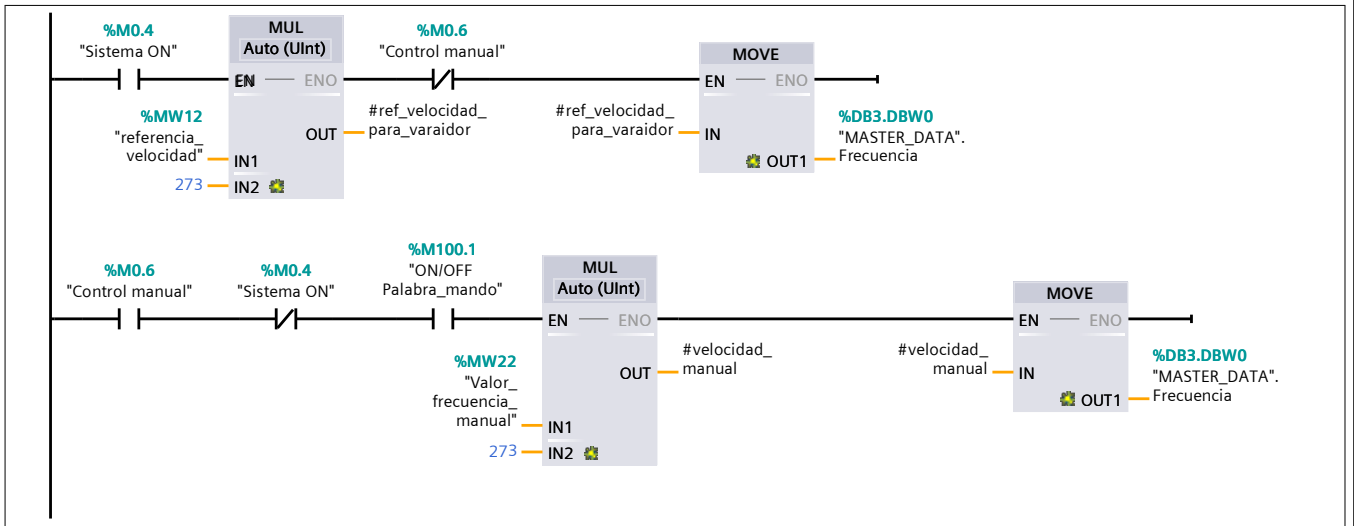 %M0.4
"Sistema ON"
MUL
Auto (UInt)
EN
ENO
%MW12
"referencia_
velocidad"
IN1
273
IN2
OUT
#ref_velocidad_
para_varaidor
%M0.6
"Control manual"
MOVE
EN
ENO
#ref_velocidad_
para_varaidor
IN
OUT1
%DB3.DBW0
"MASTER_DATA".
Frecuencia
%M0.6
"Control manual"
%M0.4
"Sistema ON"
%M100.1
"ON/OFF
Palabra_mando"
MUL
Auto (UInt)
EN
ENO
%MW22
"Valor_
frecuencia_
manual"
IN1
273
IN2
OUT
#velocidad_
manual
MOVE
EN
ENO
#velocidad_
manual
IN
OUT1
%DB3.DBW0
"MASTER_DATA".
Frecuencia